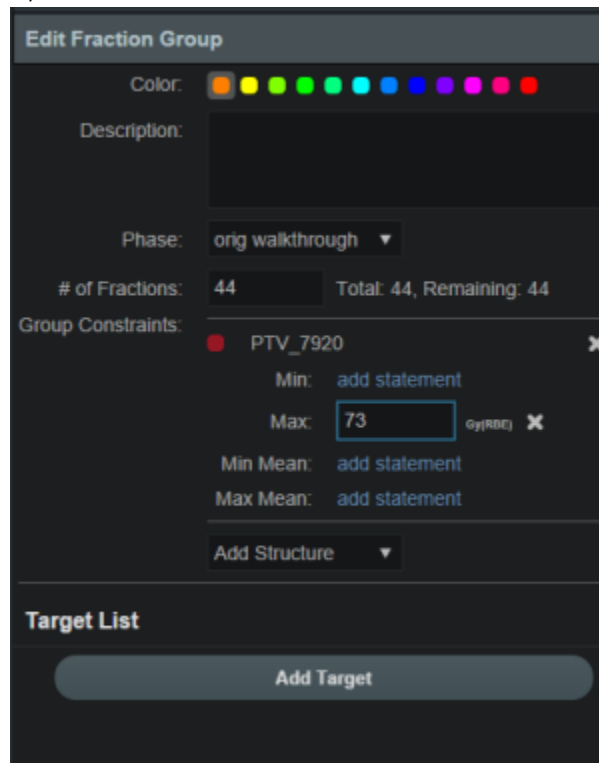 Edit Fraction Group
Color:
Description:
Phase: orig walkthrough
# of Fractions: 44 Total: 44, Remaining: 44
Group Constraints:
PTV_7920
Min: add statement
Max: 73 Gy(RBE)
Min Mean: add statement
Max Mean: add statement
Add Structure
Target List
Add Target